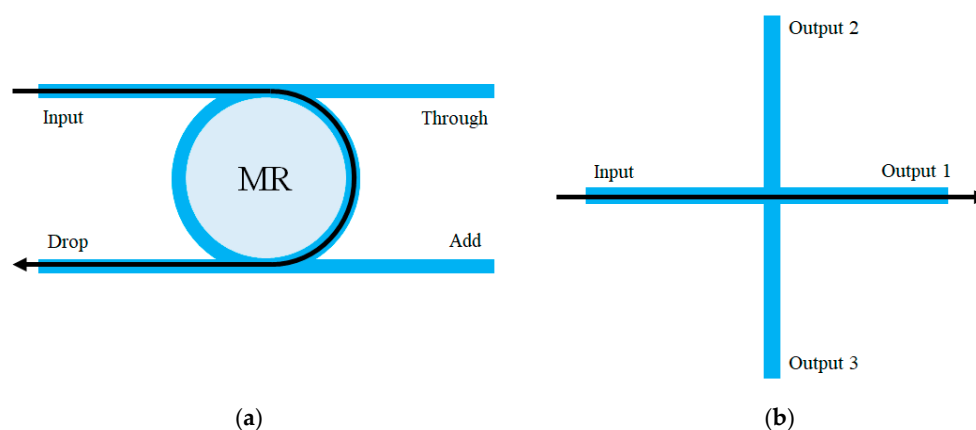 Input
Through
MR
Drop
Add
(a)
Output 2
Input
Output 1
Output 3
(b)